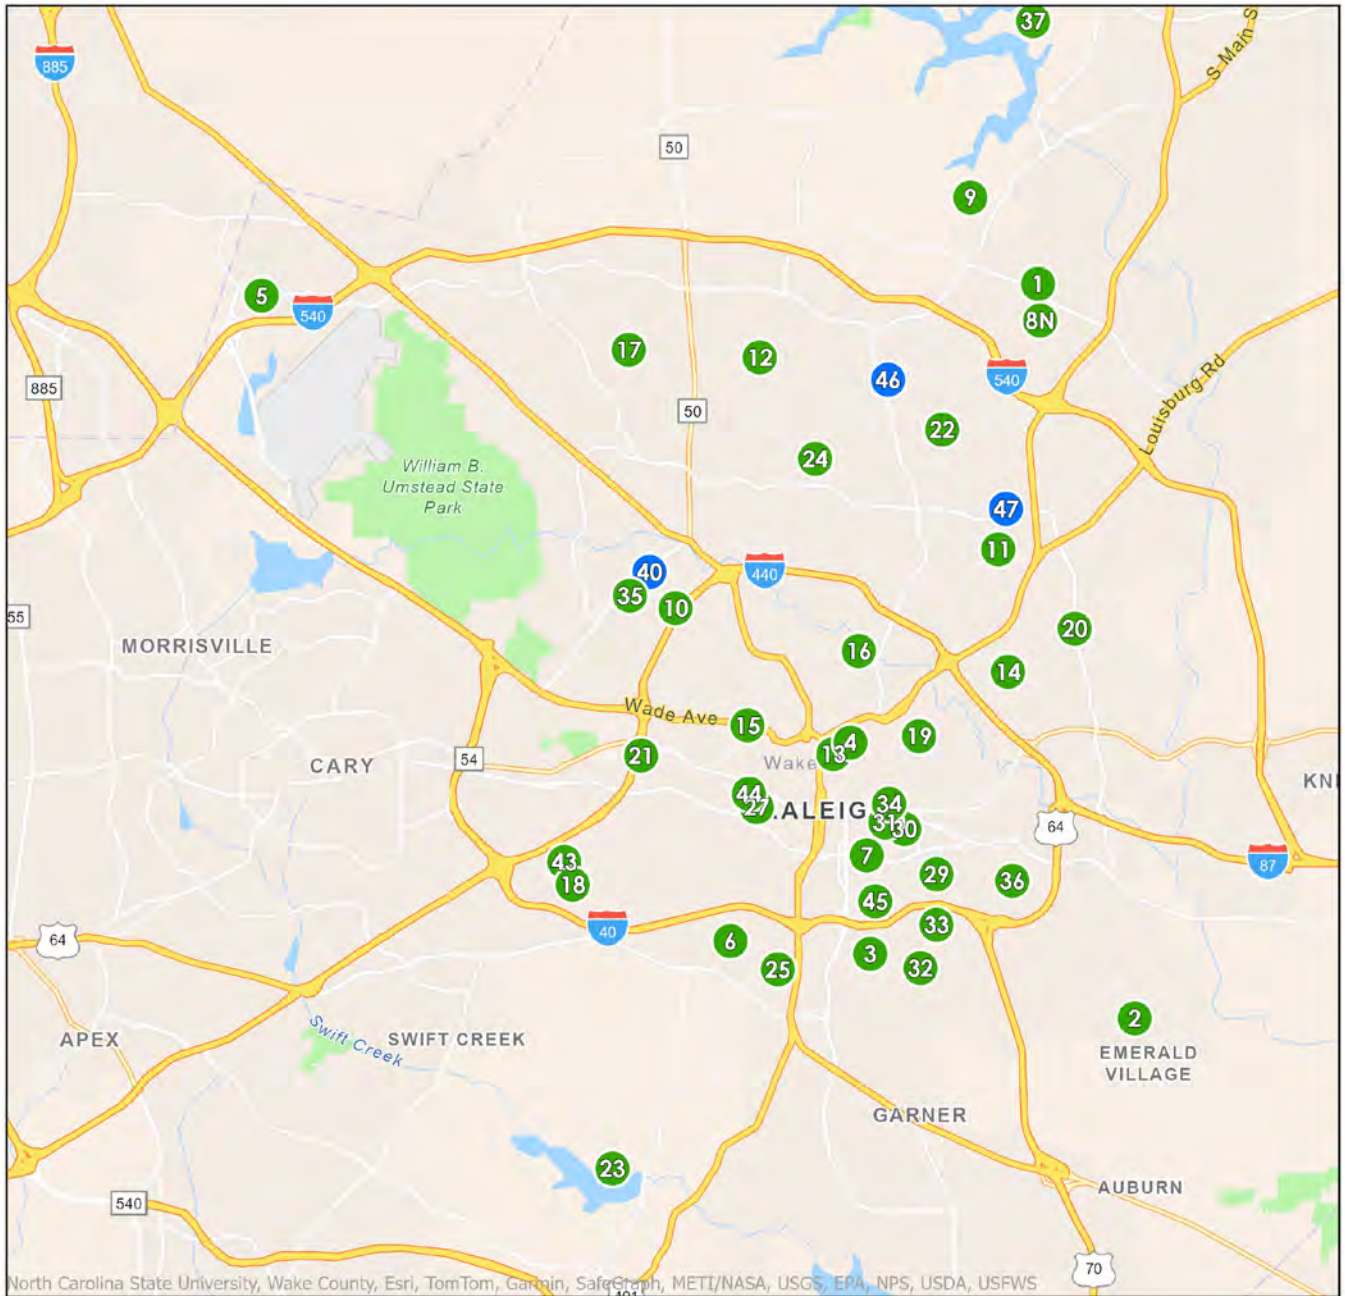 37
S Main S
885
50
9
1
5
540
8N
17
12
46
540
885
50
22
Louisburg Rd
24
William B.
Umstead State
Park
47
11
40
440
35
10
55
20
MORRISVILLE
16
14
Wade Ave
15
19
4
13
21
54
Wake
CARY
KNI
44
34
27
ALEIG
31
30
64
7
43
87
29
36
18
45
33
40
64
6
3
25
32
2
Swift Creek
APEX
SWIFT CREEK
EMERALD
VILLAGE
GARNER
23
AUBURN
540
70
North Carolina State University, Wake County, Esri, TomTom, Garmin, SafeGraph, METI/NASA, USGS, EPA, NPS, USDA, USFWS
401